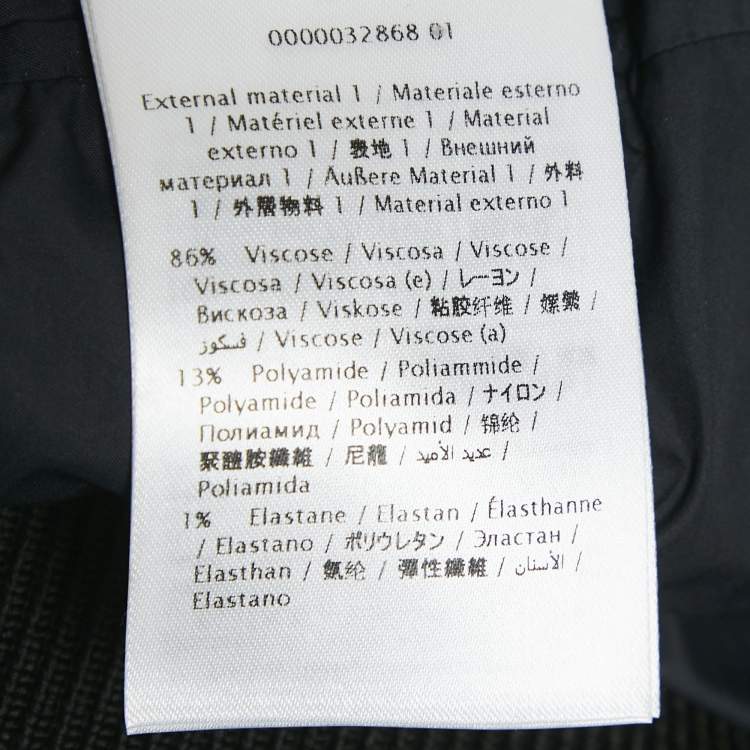 0000032868 01
External material 1 / Materiale esterno
1 / Matériel externe 1 / Material
externo 1 / 表地 1 / Внешний
материал 1 / Äußere Material 1 / 外料
1 / 外層物料 1 / Material externo 1
86% Viscose / Viscosa / Viscose /
Viscosa / Viscosa (e) / レーヨン /
Вискоза / Viskose / 粘胶纤维 / 嫘縈 /
فسكوز / Viscose / Viscose (a)
13% Polyamide / Poliammide /
Polyamide / Poliamida / ナイロン /
Полиамид / Polyamid / 锦纶 /
聚醯胺纖維 / 尼龍 / عديد الأميد /
Poliamida
1% Elastane / Elastan / Élasthanne
/ Elastano / ポリウレタン / Эластан /
Elasthan / 氨纶 / 彈性纖維 / الأستان /
Elastano